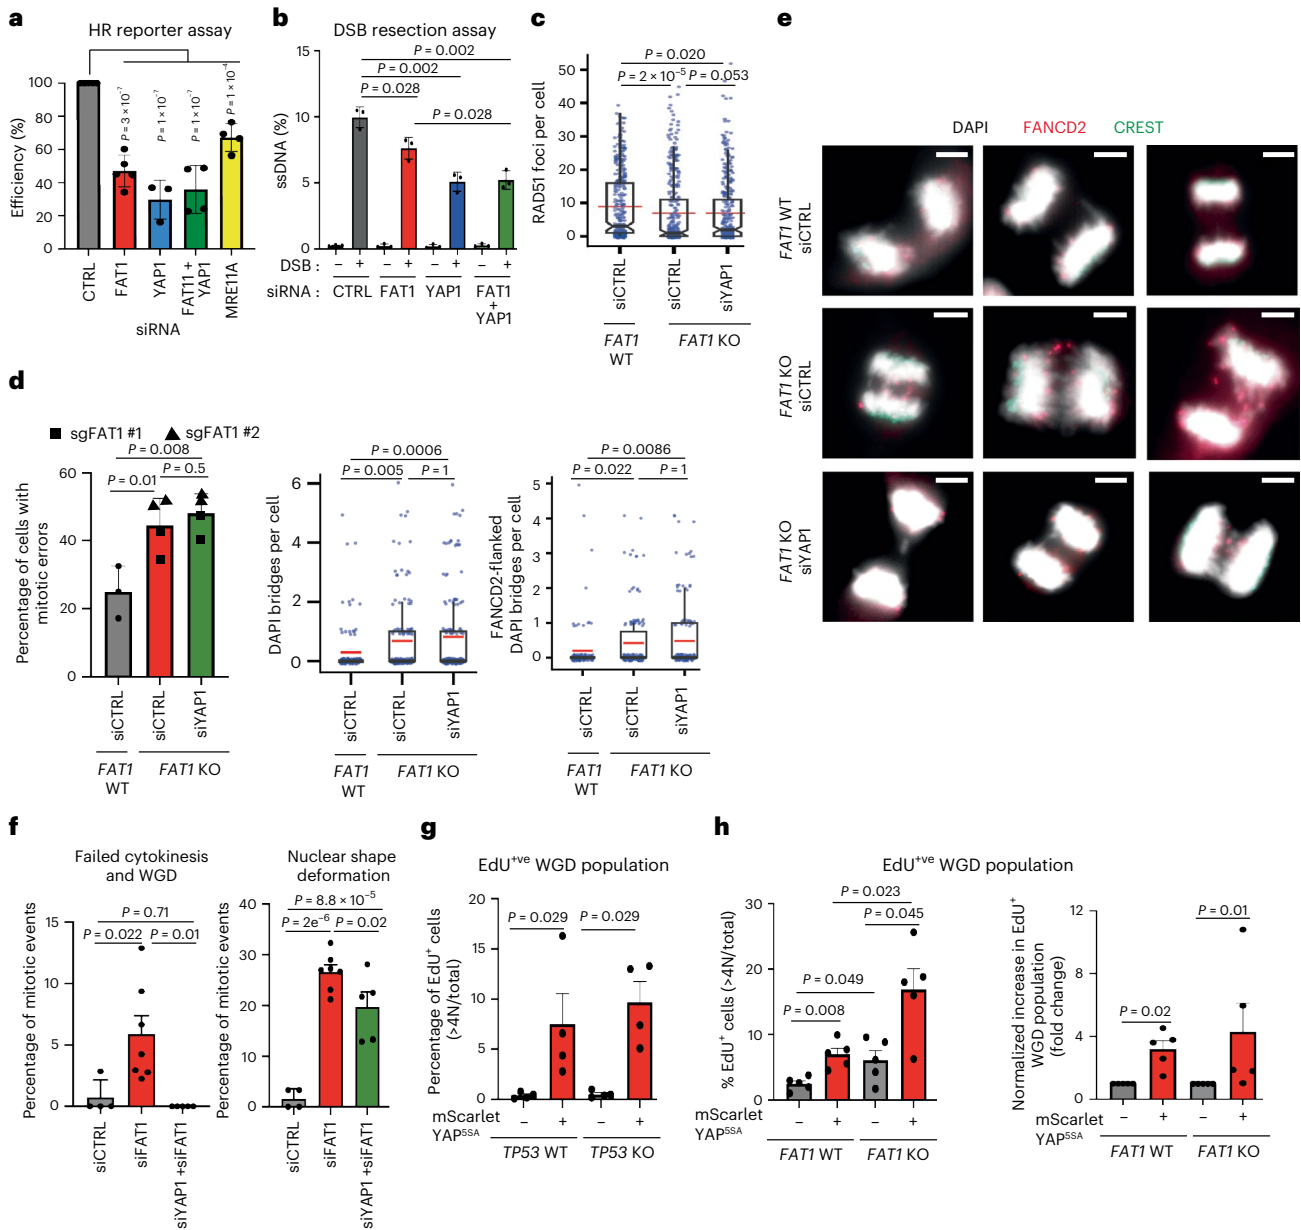 a
HR reporter assay
Efficiency (%)
100
80
60
40
20
0
P = 3 × 10⁻⁷
P = 1 × 10⁻⁷
P = 1 × 10⁻⁷
P = 1 × 10⁻⁴
CTRL
FAT1
YAP1
FAT11 +
YAP1
MRE11A
siRNA
b
DSB resection assay
ssDNA (%)
15
10
5
0
P = 0.002
P = 0.002
P = 0.028
P = 0.028
DSB : – + – + – + – +
siRNA : CTRL FAT1 YAP1 FAT1
+
YAP1
c
RAD51 foci per cell
50
40
30
20
10
0
P = 0.020
P = 2 × 10⁻⁵ P = 0.053
siCTRL
siCTRL
siYAP1
FAT1
WT
FAT1 KO
d
sgFAT1 #1 sgFAT1 #2
Percentage of cells with
mitotic errors
60
40
20
0
P = 0.008
P = 0.5
P = 0.01
siCTRL
siCTRL
siYAP1
FAT1
WT
FAT1 KO
DAPI bridges per cell
6
4
2
0
P = 0.0006
P = 0.005 P = 1
siCTRL
siCTRL
siYAP1
FAT1
WT
FAT1 KO
FANCD2-flanked
DAPI bridges per cell
5
4
3
2
1
0
P = 0.0086
P = 0.022 P = 1
siCTRL
siCTRL
siYAP1
FAT1
WT
FAT1 KO
e
DAPI FANCD2 CREST
FAT1 WT
siCTRL
FAT1 KO
siCTRL
FAT1 KO
siYAP1
f
Failed cytokinesis
and WGD
Percentage of mitotic events
15
10
5
0
P = 0.71
P = 0.022 P = 0.01
siCTRL
siFAT1
siYAP1 +siFAT1
Nuclear shape
deformation
Percentage of mitotic events
40
30
20
10
0
P = 8.8 × 10⁻⁵
P = 2e⁻⁶ P = 0.02
siCTRL
siFAT1
siYAP1 +siFAT1
g
EdU⁺ᵛᵉ WGD population
Percentage of EdU⁺ cells
(>4N/total)
20
15
10
5
0
P = 0.029 P = 0.029
mScarlet – + – +
YAP⁵ˢᴬ
TP53 WT TP53 KO
h
EdU⁺ᵛᵉ WGD population
% EdU⁺ cells (>4N/total)
30
20
10
0
P = 0.023
P = 0.045
P = 0.049
P = 0.008
mScarlet – + – +
YAP⁵ˢᴬ
FAT1 WT FAT1 KO
Normalized increase in EdU⁺
WGD population
(fold change)
12
8
4
0
P = 0.01
P = 0.02
mScarlet – + – +
YAP⁵ˢᴬ
FAT1 WT FAT1 KO